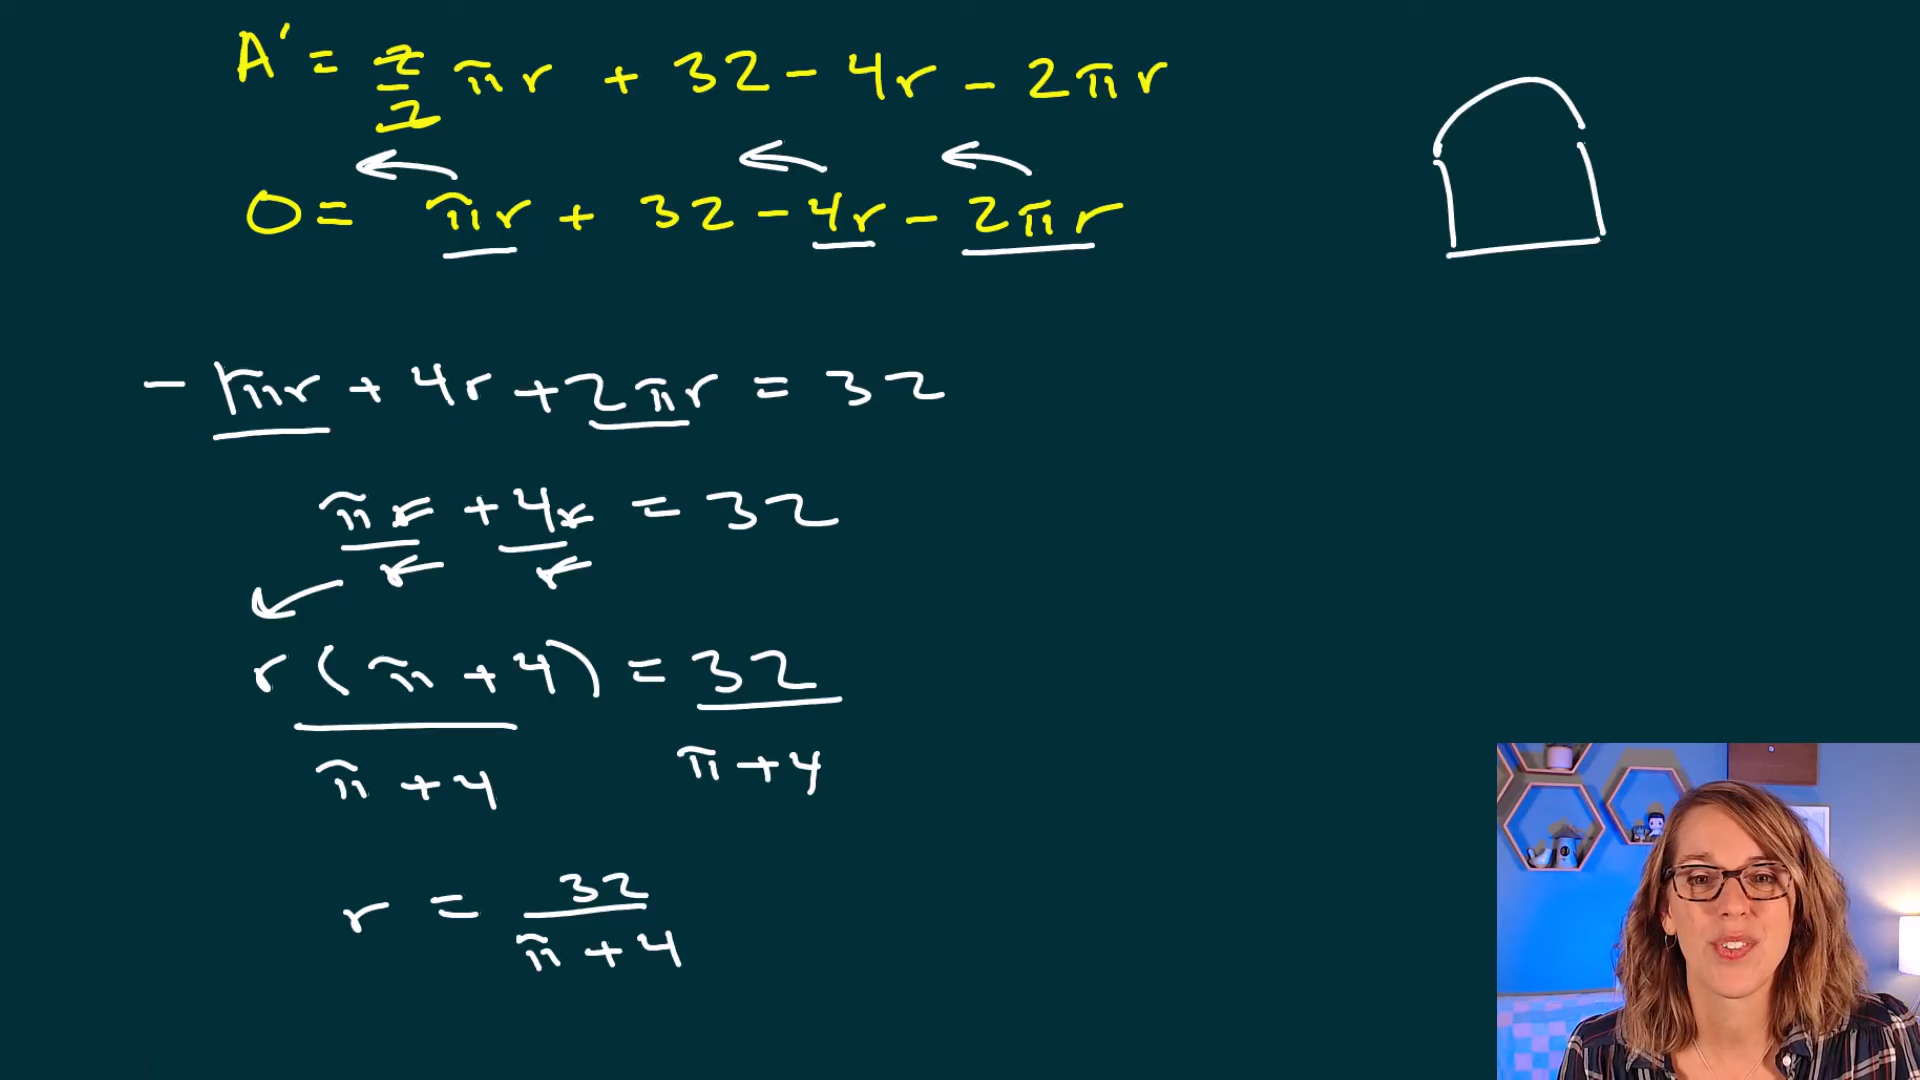 A' = 2/2 πr + 32 - 4r - 2πr
0 = πr + 32 - 4r - 2πr
- 1πr + 4r + 2πr = 32
πr + 4r = 32
r r
r(π + 4) = 32
π + 4 π + 4
r = 32/(π + 4)